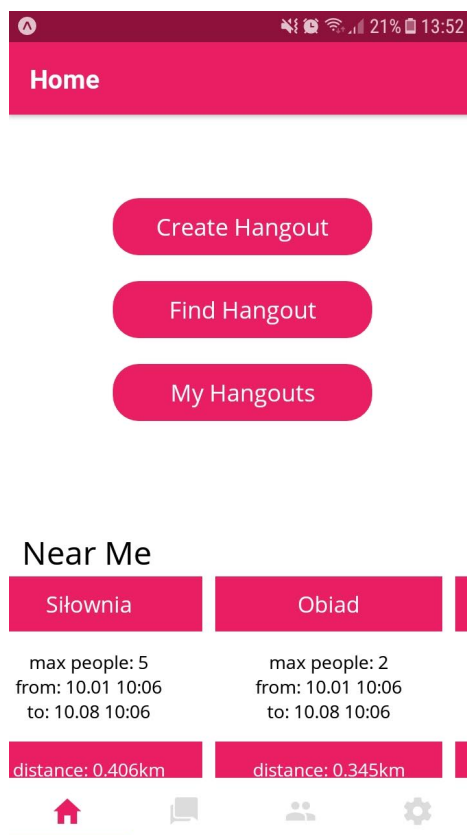 21% 13:52
Home
Create Hangout
Find Hangout
My Hangouts
Near Me
Siłownia
max people: 5
from: 10.01 10:06
to: 10.08 10:06
distance: 0.406km
Obiad
max people: 2
from: 10.01 10:06
to: 10.08 10:06
distance: 0.345km